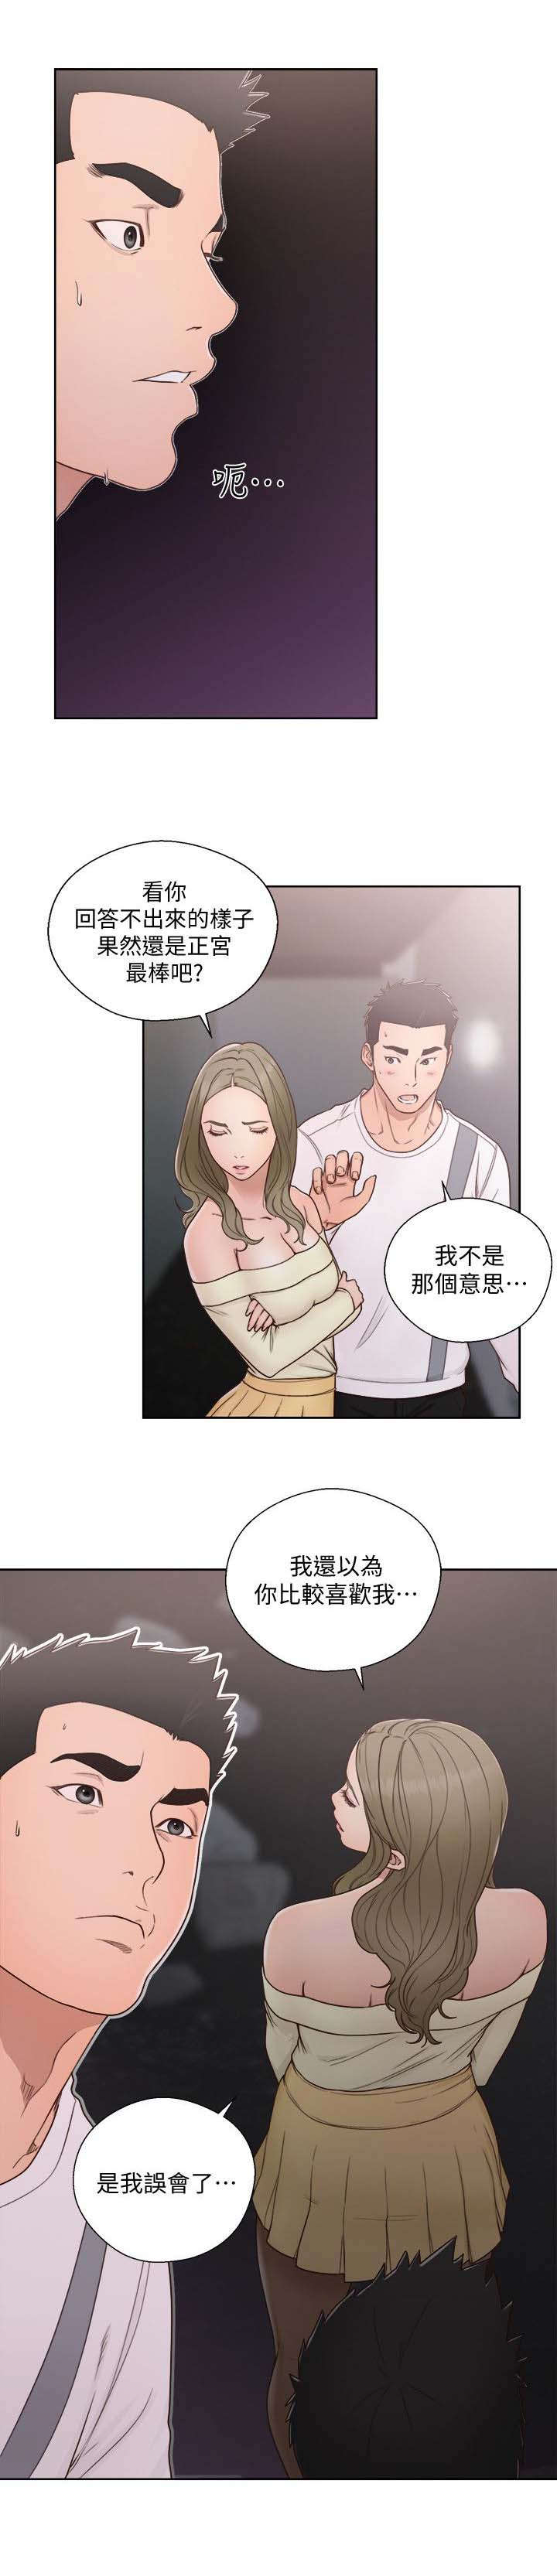 呃⋯
看你
回答不出來的樣子
果然還是正宮
最棒吧?
我不是
那個意思⋯
我還以為
你比較喜歡我⋯
是我誤會了⋯